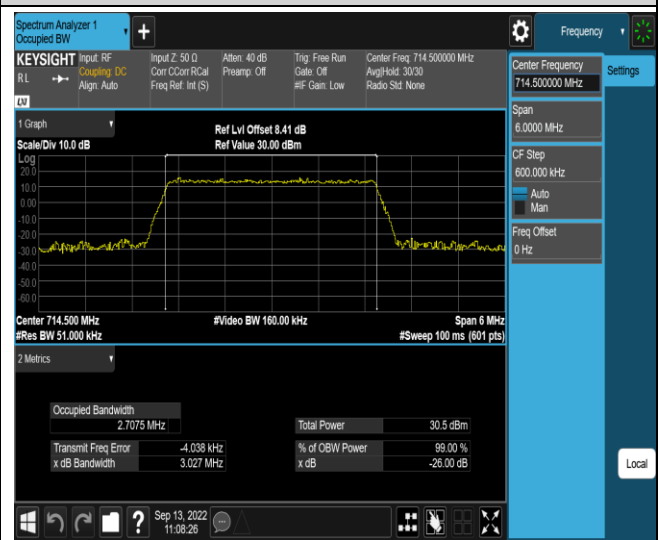 Spectrum Analyzer 1
Occupied BW
+
Frequency
KEYSIGHT
RL
LXI
Input: RF
Coupling: DC
Align: Auto
Input Z: 50 Ω
Corr CCorr RCal
Freq Ref: Int (S)
Atten: 40 dB
Preamp: Off
Trig: Free Run
Gate: Off
#IF Gain: Low
Center Freq: 714.500000 MHz
Avg|Hold: 30/30
Radio Std: None
Center Frequency
714.500000 MHz
Settings
Span
6.0000 MHz
CF Step
600.000 kHz
Auto
Man
Freq Offset
0 Hz
1 Graph
Scale/Div 10.0 dB
Ref Lvl Offset 8.41 dB
Ref Value 30.00 dBm
Log
20.0
10.0
0.00
-10.0
-20.0
-30.0
-40.0
-50.0
-60.0
Center 714.500 MHz
#Video BW 160.00 kHz
Span 6 MHz
#Res BW 51.000 kHz
#Sweep 100 ms (601 pts)
2 Metrics
Occupied Bandwidth
2.7075 MHz
Total Power 30.5 dBm
Transmit Freq Error -4.038 kHz
% of OBW Power 99.00 %
x dB Bandwidth 3.027 MHz
x dB -26.00 dB
Local
?
Sep 13, 2022
11:08:26